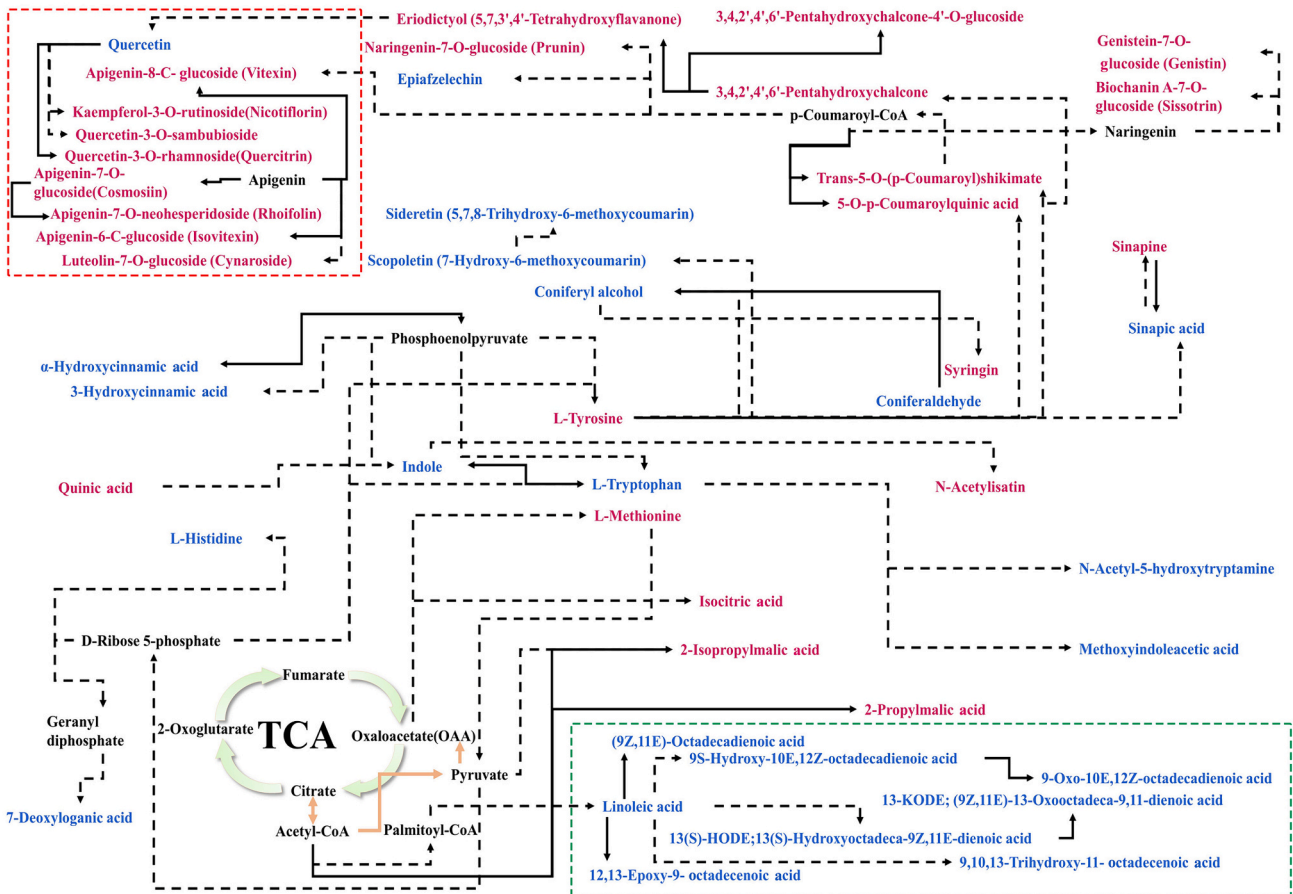 Eriodictyol (5,7,3',4'-Tetrahydroxyflavanone)
3,4,2',4',6'-Pentahydroxychalcone-4'-O-glucoside
Quercetin
Naringenin-7-O-glucoside (Prunin)
Genistein-7-O-
glucoside (Genistin)
Apigenin-8-C- glucoside (Vitexin)
Epiafzelechin
Biochanin A-7-O-
glucoside (Sissotrin)
3,4,2',4',6'-Pentahydroxychalcone
Kaempferol-3-O-rutinoside(Nicotiflorin)
p-Coumaroyl-CoA
Quercetin-3-O-sambubioside
Naringenin
Quercetin-3-O-rhamnoside(Quercitrin)
Apigenin-7-O-
glucoside(Cosmosiin)
Apigenin
Trans-5-O-(p-Coumaroyl)shikimate
5-O-p-Coumaroylquinic acid
Apigenin-7-O-neohesperidoside (Rhoifolin)
Sideretin (5,7,8-Trihydroxy-6-methoxycoumarin)
Apigenin-6-C-glucoside (Isovitexin)
Sinapine
Luteolin-7-O-glucoside (Cynaroside)
Scopoletin (7-Hydroxy-6-methoxycoumarin)
Coniferyl alcohol
Sinapic acid
Phosphoenolpyruvate
α-Hydroxycinnamic acid
Syringin
3-Hydroxycinnamic acid
Coniferaldehyde
L-Tyrosine
Indole
Quinic acid
L-Tryptophan
N-Acetylisatin
L-Methionine
L-Histidine
N-Acetyl-5-hydroxytryptamine
Isocitric acid
D-Ribose 5-phosphate
2-Isopropylmalic acid
Methoxyindoleacetic acid
Fumarate
2-Propylmalic acid
Geranyl
diphosphate
2-Oxoglutarate
TCA
Oxaloacetate(OAA)
(9Z,11E)-Octadecadienoic acid
9S-Hydroxy-10E,12Z-octadecadienoic acid
Pyruvate
9-Oxo-10E,12Z-octadecadienoic acid
Citrate
13-KODE; (9Z,11E)-13-Oxooctadeca-9,11-dienoic acid
7-Deoxyloganic acid
Acetyl-CoA
Palmitoyl-CoA
Linoleic acid
13(S)-HODE;13(S)-Hydroxyoctadeca-9Z,11E-dienoic acid
9,10,13-Trihydroxy-11- octadecenoic acid
12,13-Epoxy-9- octadecenoic acid